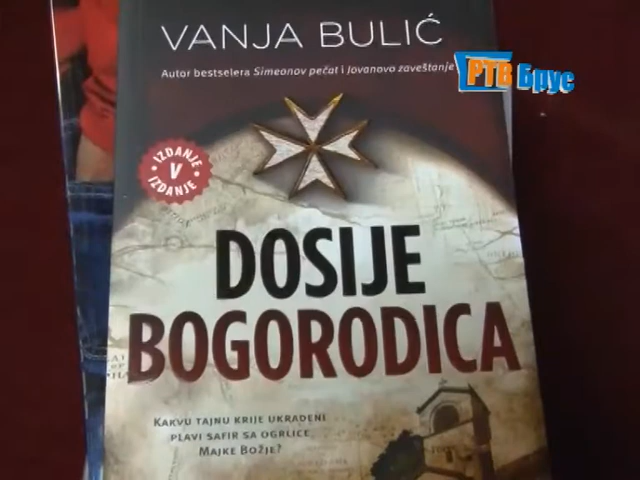 VANJA BULIĆ
Autor bestselera Simeonov pečat i Jovanovo zaveštanje
РТВ Брус
IZDANJE
V
IZDANJE
DOSIJE
BOGORODICA
KAKVU TAJNU KRIJE UKRADENI
PLAVI SAFIR SA OGRLICE
MAJKE BOŽJE?